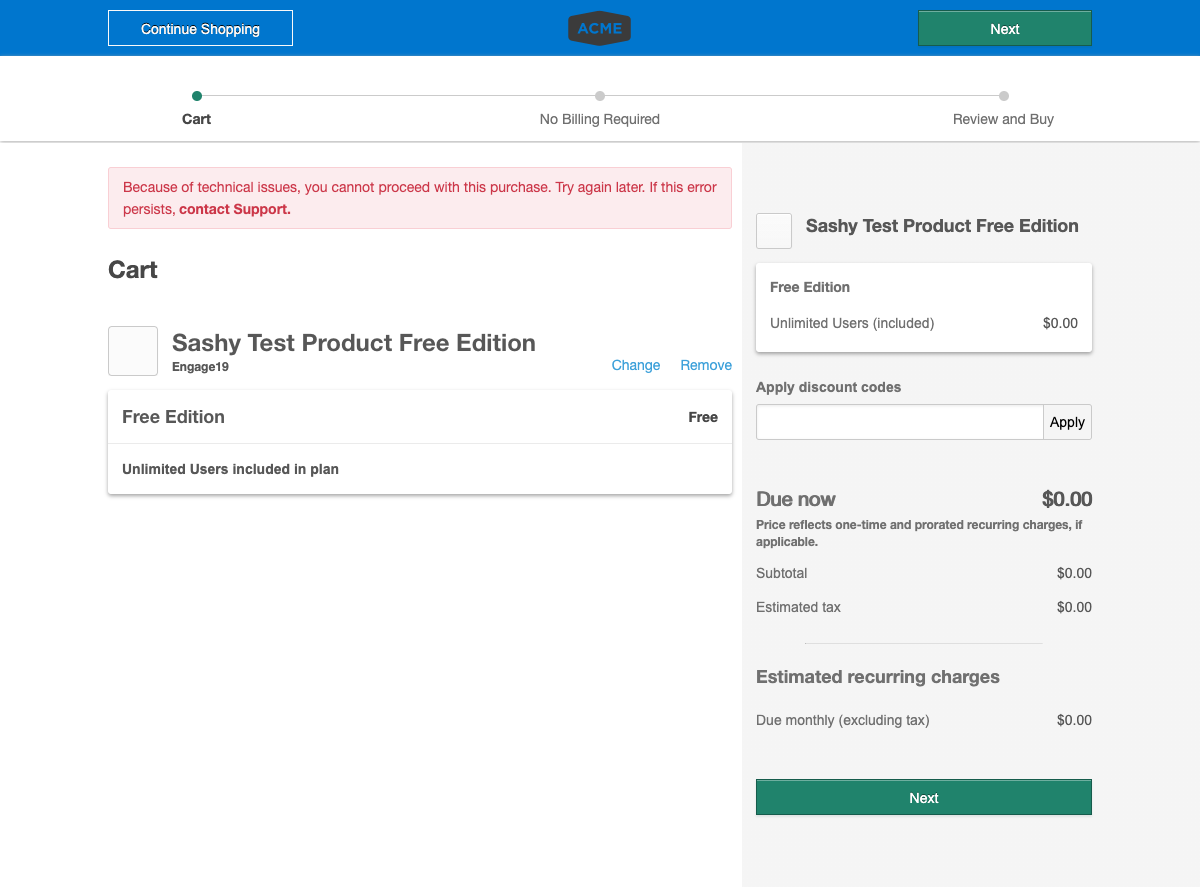 Continue Shopping
ACME
Next
Cart
No Billing Required
Review and Buy
Because of technical issues, you cannot proceed with this purchase. Try again later. If this error
persists, contact Support.
Cart
Sashy Test Product Free Edition
Engage19
Change
Remove
Free Edition
Free
Unlimited Users included in plan
Sashy Test Product Free Edition
Free Edition
Unlimited Users (included)
$0.00
Apply discount codes
Apply
Due now
$0.00
Price reflects one-time and prorated recurring charges, if
applicable.
Subtotal
$0.00
Estimated tax
$0.00
Estimated recurring charges
Due monthly (excluding tax)
$0.00
Next